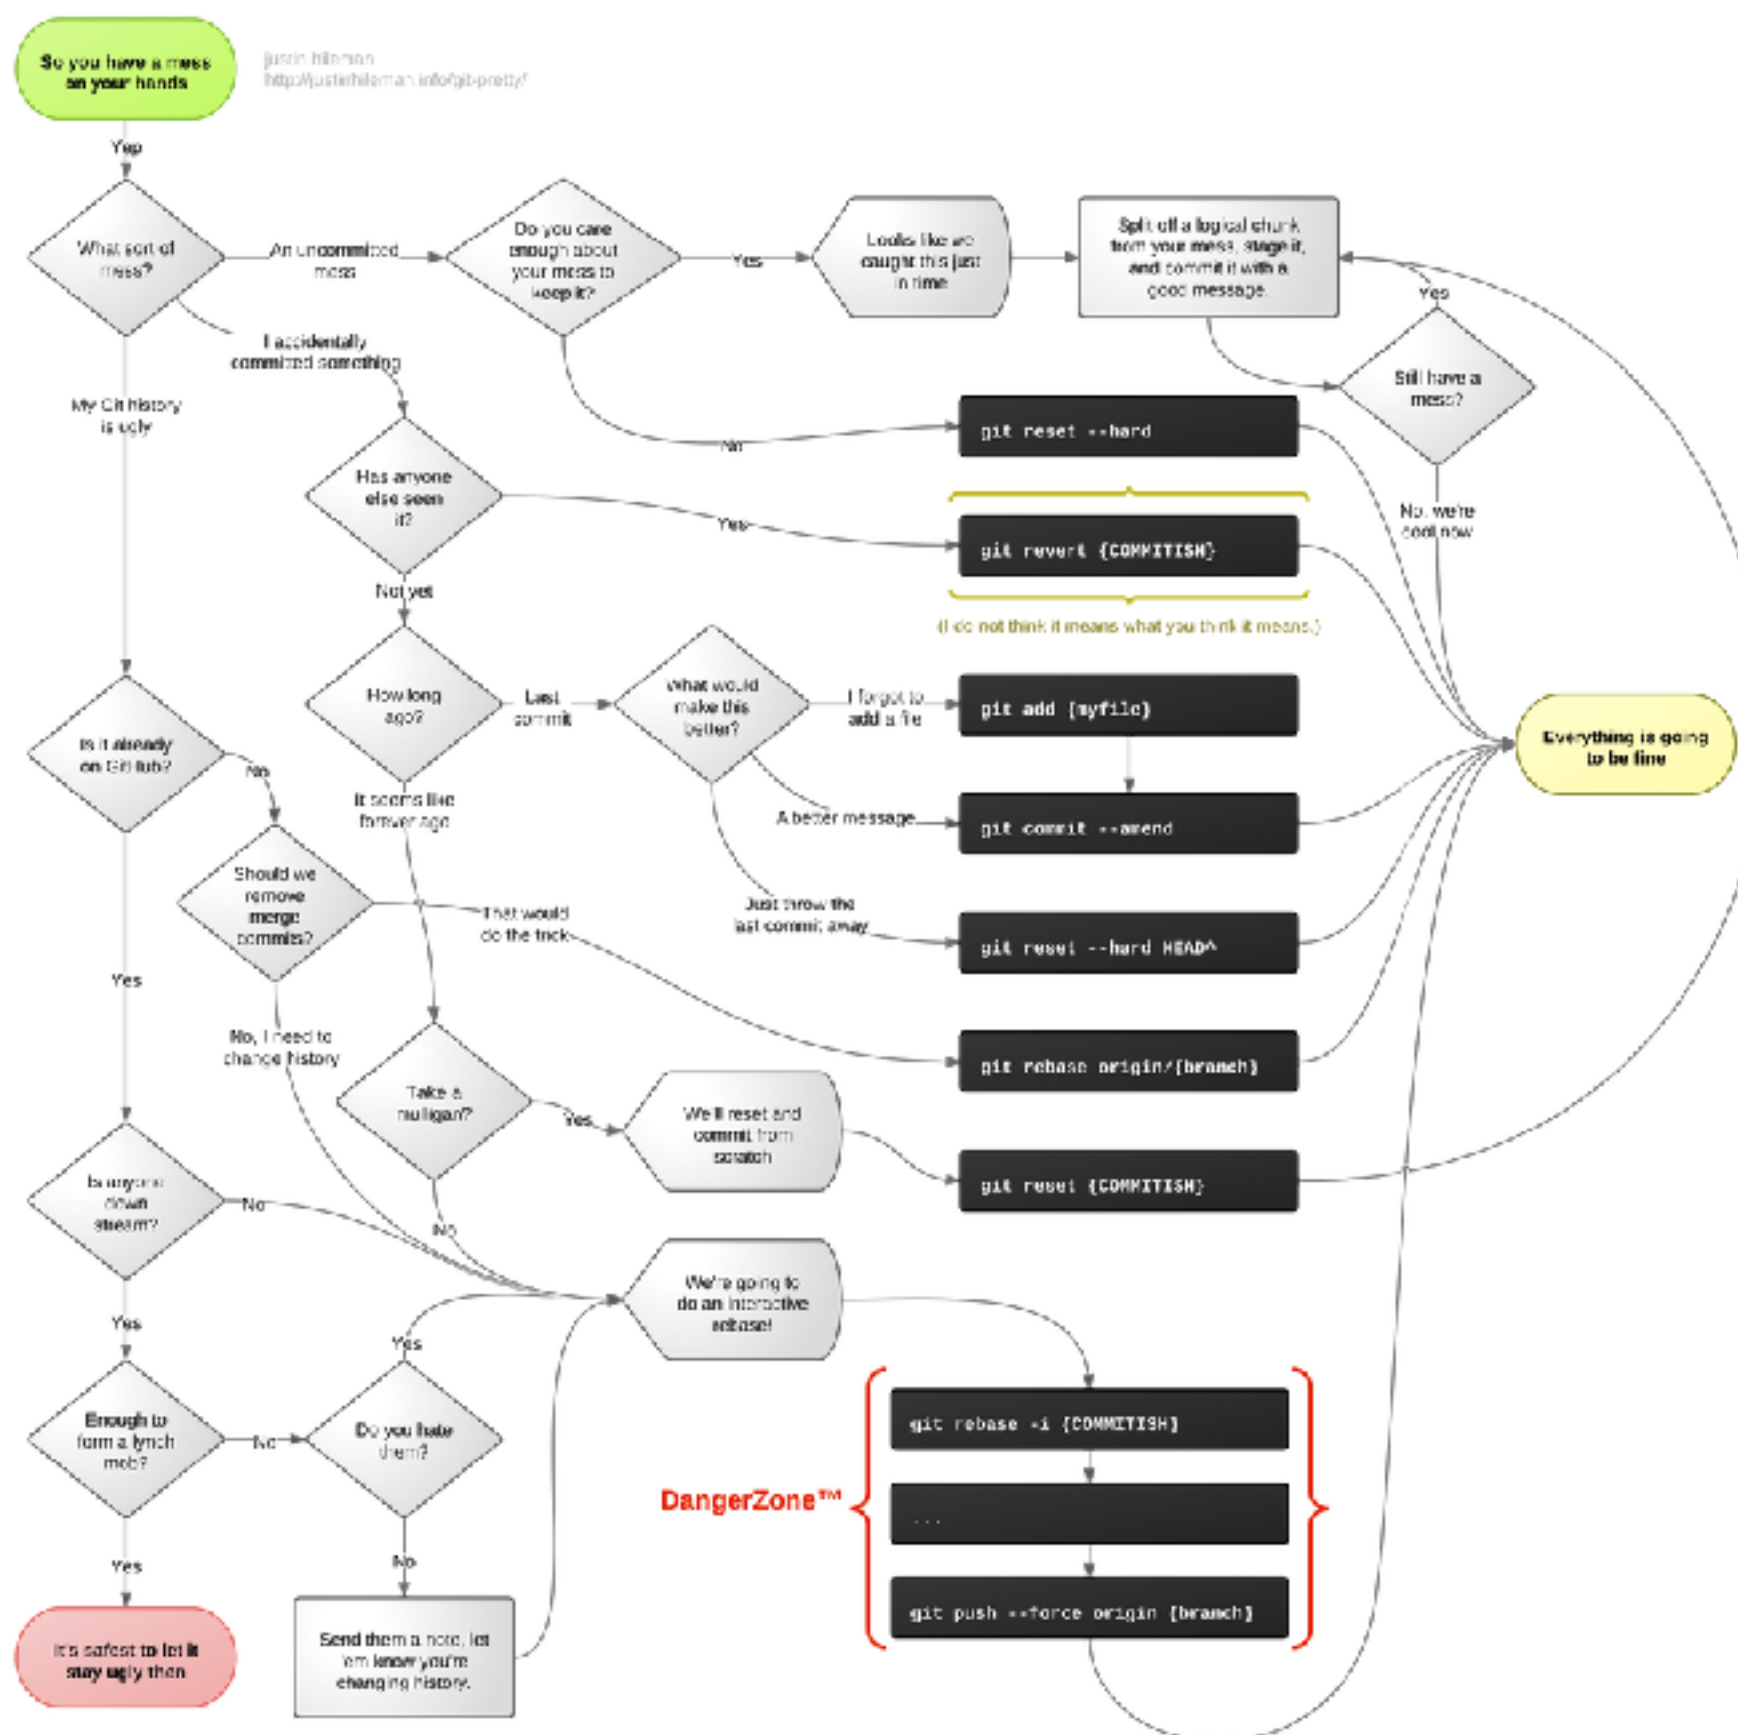 So you have a mess
on your hands
justin hileman
http://justinhileman.info/git-pretty/
Yep
What sort of
mess?
An uncommitted
mess
Do you care
enough about
your mess to
keep it?
Yes
Looks like we
caught this just
in time
Split off a logical chunk
from your mess, stage it,
and commit it with a
good message.
Yes
Still have a
mess?
No, we're
cool now
I accidentally
committed something
My Git history
is ugly
No
git reset --hard
Has anyone
else seen
it?
Yes
git revert {COMMITISH}
(I do not think it means what you think it means.)
Not yet
How long
ago?
Last
commit
What would
make this
better?
I forgot to
add a file
git add {myfile}
Everything is going
to be fine
Is it already
on GitHub?
No
It seems like
forever ago
A better message
git commit --amend
Should we
remove
merge
commits?
That would
do the trick
Just throw the
last commit away
git reset --hard HEAD^
Yes
No, I need to
change history
git rebase origin/{branch}
Take a
mulligan?
Yes
We'll reset and
commit from
scratch
git reset {COMMITISH}
Is anyone
down
stream?
No
No
We're going to
do an interactive
rebase!
Yes
Yes
Enough to
form a lynch
mob?
No
Do you hate
them?
git rebase -i {COMMITISH}
DangerZone™
...
git push --force origin {branch}
Yes
No
It's safest to let it
stay ugly then
Send them a note, let
'em know you're
changing history.